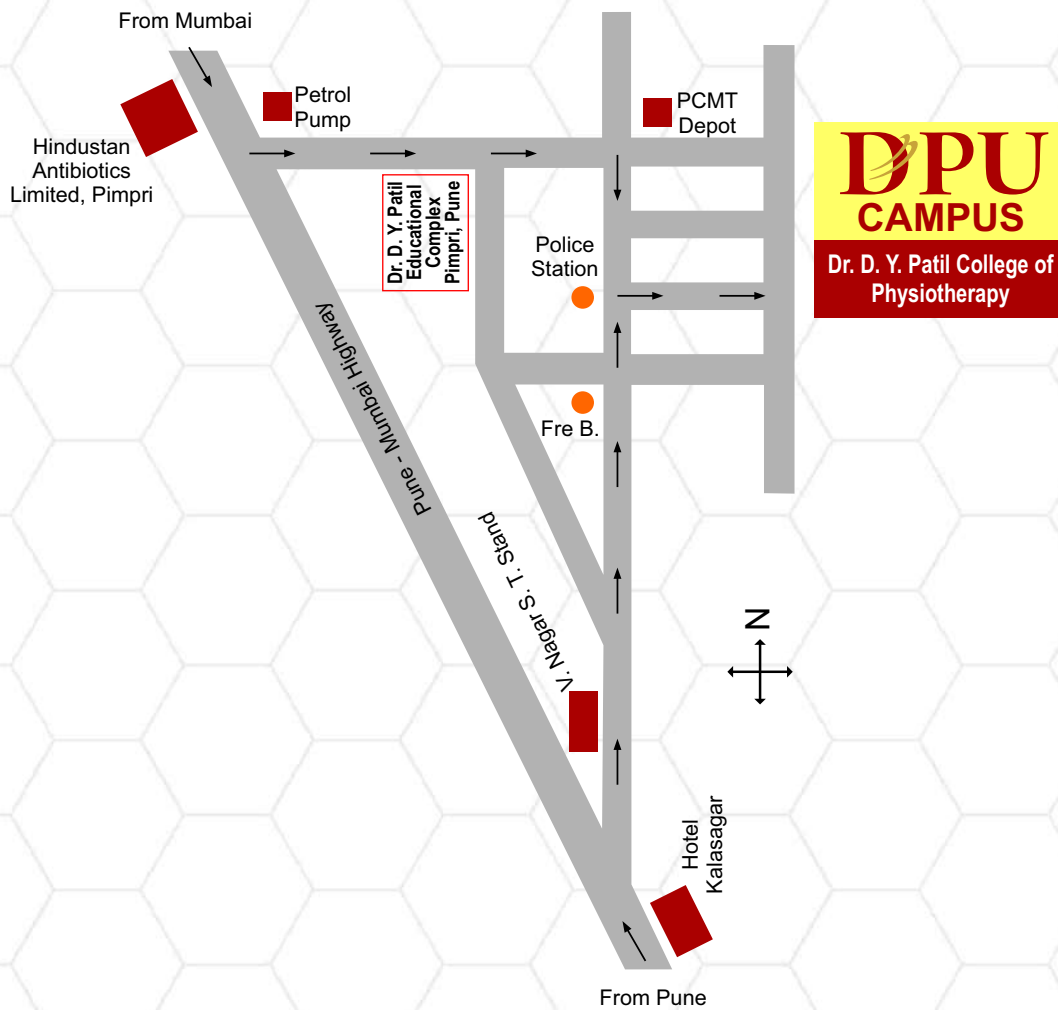 From Mumbai
Petrol
Pump
PCMT
Depot
Hindustan
Antibiotics
Limited, Pimpri
DPU
CAMPUS
Dr. D. Y. Patil College of
Physiotherapy
Dr. D. Y. Patil
Educational
Complex
Pimpri, Pune
Police
Station
Pune - Mumbai Highway
Fre B.
V. Nagar S. T. Stand
N
Hotel
Kalasagar
From Pune